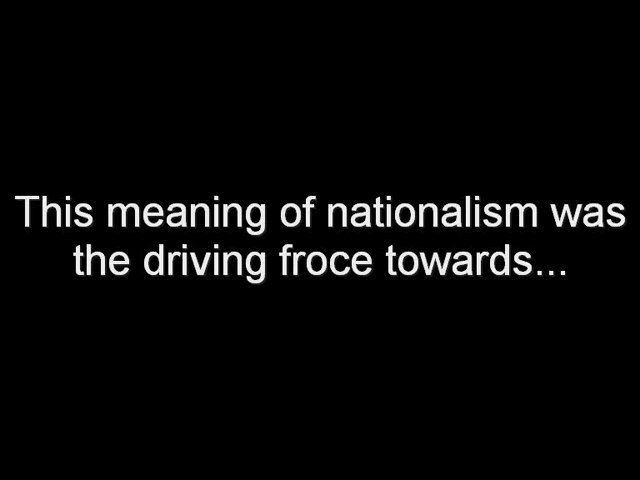 This meaning of nationalism was
the driving froce towards...